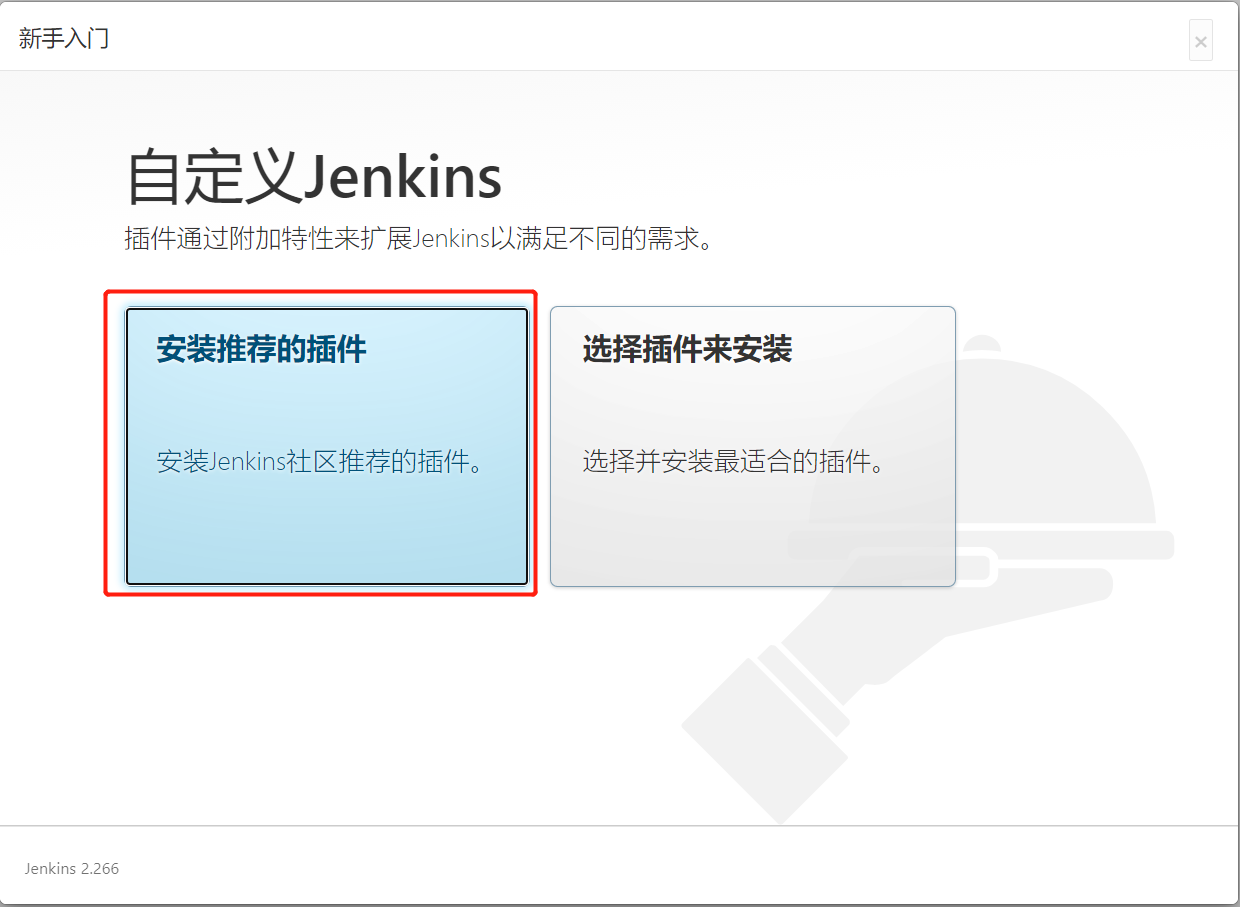 新手入门
×
自定义Jenkins
插件通过附加特性来扩展Jenkins以满足不同的需求。
安装推荐的插件
安装Jenkins社区推荐的插件。
选择插件来安装
选择并安装最适合的插件。
Jenkins 2.266